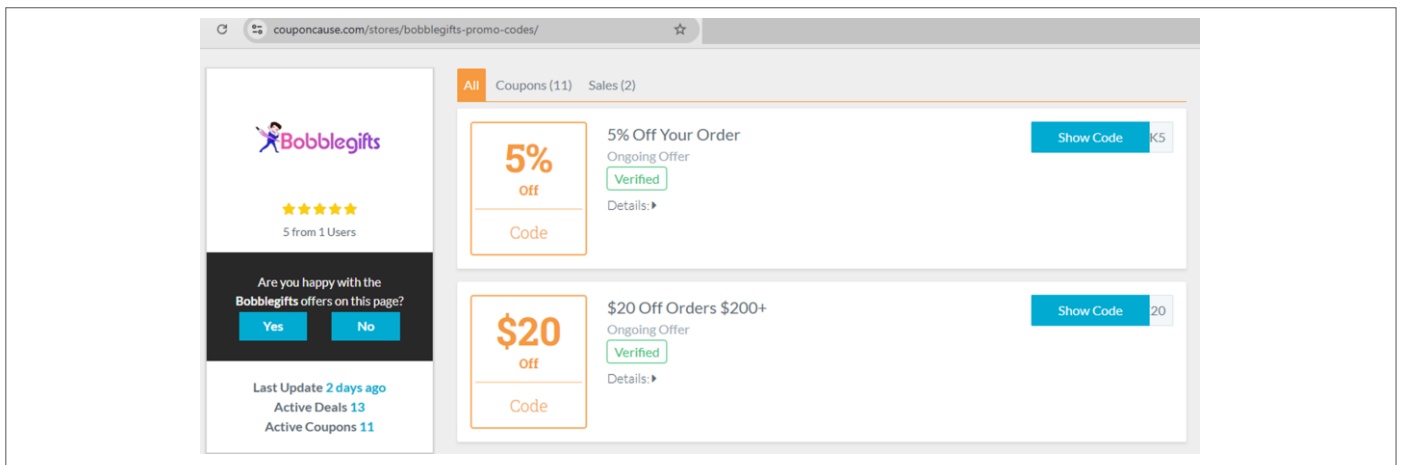 couponcause.com/stores/bobblegifts-promo-codes/
Bobblegifts
5 from 1 Users
Are you happy with the
Bobblegifts offers on this page?
Yes No
Last Update 2 days ago
Active Deals 13
Active Coupons 11
All Coupons (11) Sales (2)
5%
Off
Code
5% Off Your Order
Ongoing Offer
Verified
Details:
Show Code K5
$20
Off
Code
$20 Off Orders $200+
Ongoing Offer
Verified
Details:
Show Code 20